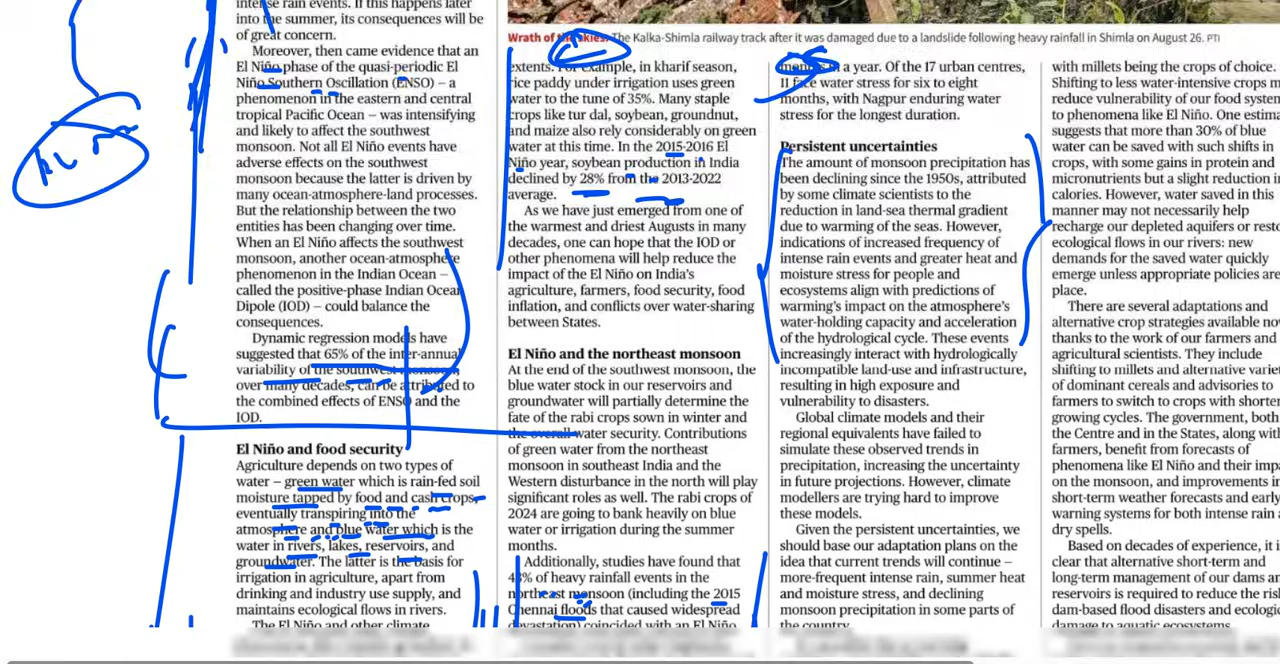 Wrath of the skies: The Kalka-Shimla railway track after it was damaged due to a landslide following heavy rainfall in Shimla on August 26. PTI
intense rain events. If this happens later
into the summer, its consequences will be
of great concern.
Moreover, then came evidence that an
El Niño phase of the quasi-periodic El
Niño Southern Oscillation (ENSO) – a
phenomenon in the eastern and central
tropical Pacific Ocean – was intensifying
and likely to affect the southwest
monsoon. Not all El Niño events have
adverse effects on the southwest
monsoon because the latter is driven by
many ocean-atmosphere-land processes.
But the relationship between the two
entities has been changing over time.
When an El Niño affects the southwest
monsoon, another ocean-atmosphere
phenomenon in the Indian Ocean –
called the positive-phase Indian Ocean
Dipole (IOD) – could balance the
consequences.
Dynamic regression models have
suggested that 65% of the inter-annual
variability of the southwest monsoon,
over many decades, can be attributed to
the combined effects of ENSO and the
IOD.
El Niño and food security
Agriculture depends on two types of
water – green water which is rain-fed soil
moisture tapped by food and cash crops,
eventually transpiring into the
atmosphere and blue water which is the
water in rivers, lakes, reservoirs, and
groundwater. The latter is the basis for
irrigation in agriculture, apart from
drinking and industry use supply, and
maintains ecological flows in rivers.
The El Niño and other climate
extents. For example, in kharif season,
rice paddy under irrigation uses green
water to the tune of 35%. Many staple
crops like tur dal, soybean, groundnut,
and maize also rely considerably on green
water at this time. In the 2015-2016 El
Niño year, soybean production in India
declined by 28% from the 2013-2022
average.
As we have just emerged from one of
the warmest and driest Augusts in many
decades, one can hope that the IOD or
other phenomena will help reduce the
impact of the El Niño on India's
agriculture, farmers, food security, food
inflation, and conflicts over water-sharing
between States.
El Niño and the northeast monsoon
At the end of the southwest monsoon, the
blue water stock in our reservoirs and
groundwater will partially determine the
fate of the rabi crops sown in winter and
the overall water security. Contributions
of green water from the northeast
monsoon in southeast India and the
Western disturbance in the north will play
significant roles as well. The rabi crops of
2024 are going to bank heavily on blue
water or irrigation during the summer
months.
Additionally, studies have found that
43% of heavy rainfall events in the
northeast monsoon (including the 2015
Chennai floods that caused widespread
devastation) coincided with an El Niño
months in a year. Of the 17 urban centres,
11 face water stress for six to eight
months, with Nagpur enduring water
stress for the longest duration.
Persistent uncertainties
The amount of monsoon precipitation has
been declining since the 1950s, attributed
by some climate scientists to the
reduction in land-sea thermal gradient
due to warming of the seas. However,
indications of increased frequency of
intense rain events and greater heat and
moisture stress for people and
ecosystems align with predictions of
warming's impact on the atmosphere's
water-holding capacity and acceleration
of the hydrological cycle. These events
increasingly interact with hydrologically
incompatible land-use and infrastructure,
resulting in high exposure and
vulnerability to disasters.
Global climate models and their
regional equivalents have failed to
simulate these observed trends in
precipitation, increasing the uncertainty
in future projections. However, climate
modellers are trying hard to improve
these models.
Given the persistent uncertainties, we
should base our adaptation plans on the
idea that current trends will continue –
more-frequent intense rain, summer heat
and moisture stress, and declining
monsoon precipitation in some parts of
the country.
with millets being the crops of choice.
Shifting to less water-intensive crops m
reduce vulnerability of our food system
to phenomena like El Niño. One estima
suggests that more than 30% of blue
water can be saved with such shifts in
crops, with some gains in protein and
micronutrients but a slight reduction in
calories. However, water saved in this
manner may not necessarily help
recharge our depleted aquifers or resto
ecological flows in our rivers: new
demands for the saved water quickly
emerge unless appropriate policies are
place.
There are several adaptations and
alternative crop strategies available now
thanks to the work of our farmers and
agricultural scientists. They include
shifting to millets and alternative variet
of dominant cereals and advisories to
farmers to switch to crops with shorter
growing cycles. The government, both
the Centre and in the States, along with
farmers, benefit from forecasts of
phenomena like El Niño and their impa
on the monsoon, and improvements in
short-term weather forecasts and early-
warning systems for both intense rain a
dry spells.
Based on decades of experience, it i
clear that alternative short-term and
long-term management of our dams an
reservoirs is required to reduce the risk
dam-based flood disasters and ecologic
damage to aquatic ecosystems.